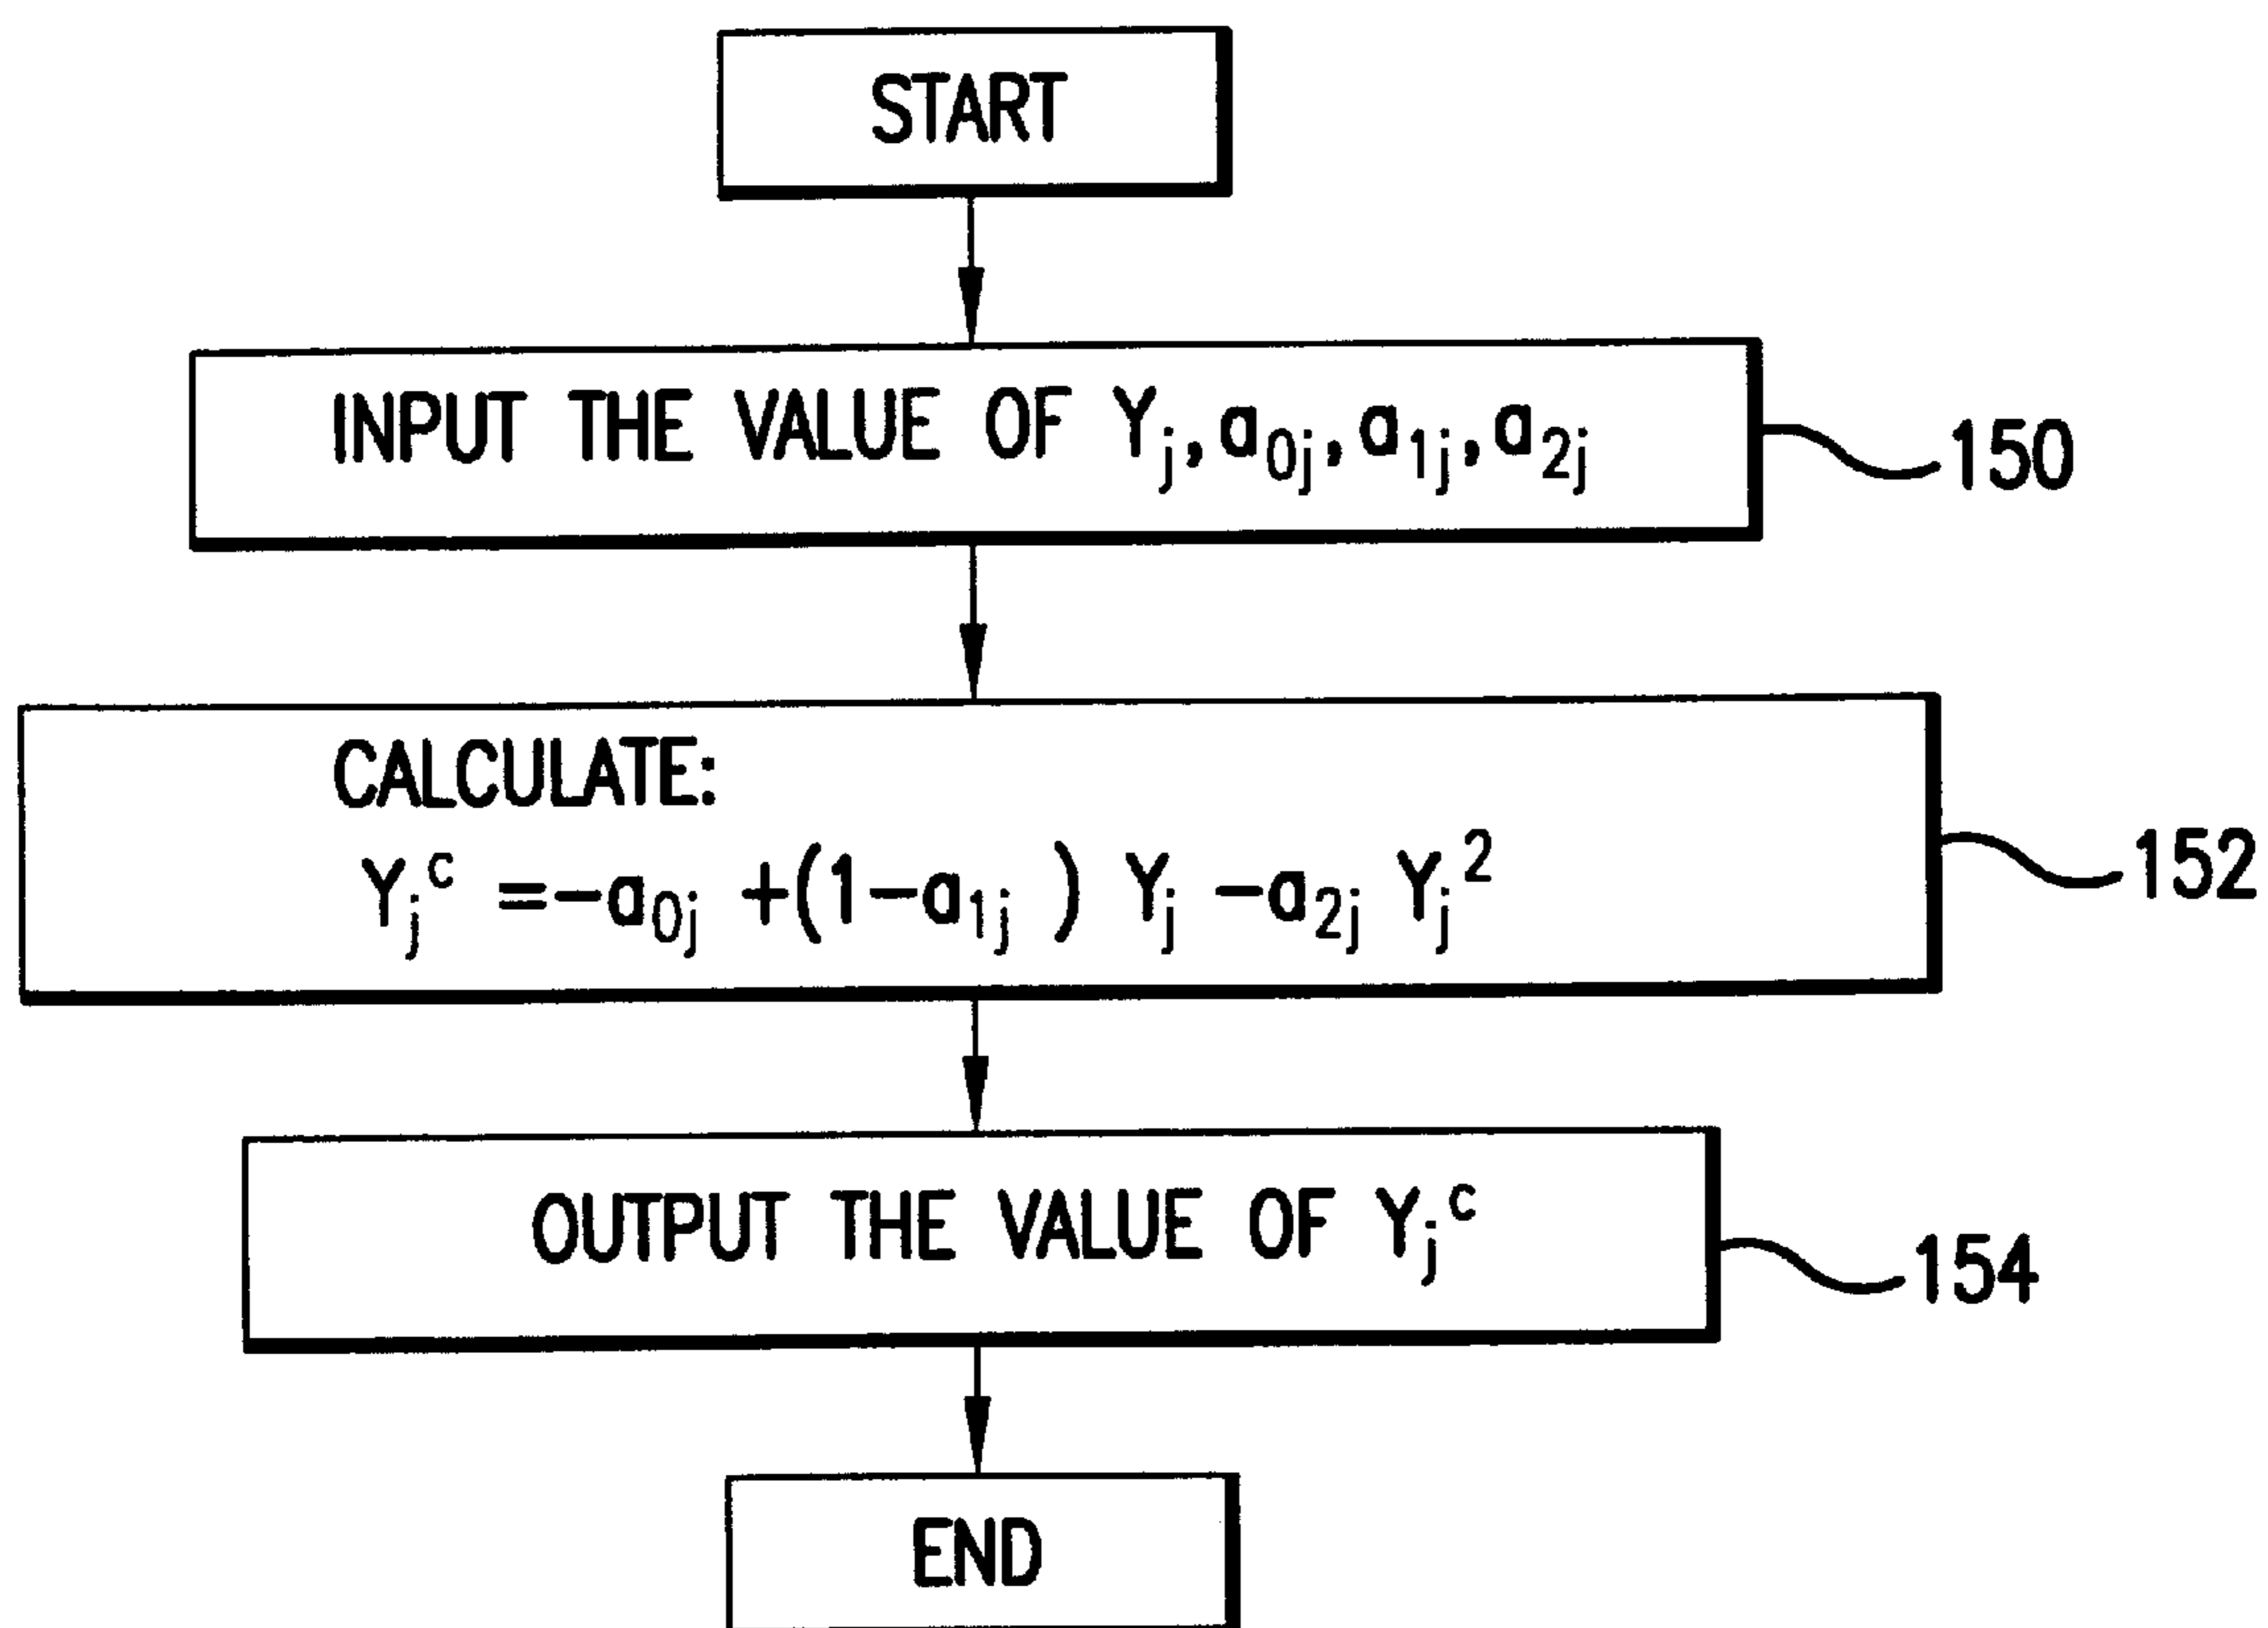 START
INPUT THE VALUE OF Yⱼ, a₀ⱼ, a₁ⱼ, a₂ⱼ
150
CALCULATE:
Yⱼᶜ =-a₀ⱼ +(1-a₁ⱼ ) Yⱼ -a₂ⱼ Yⱼ²
152
OUTPUT THE VALUE OF Yⱼᶜ
154
END